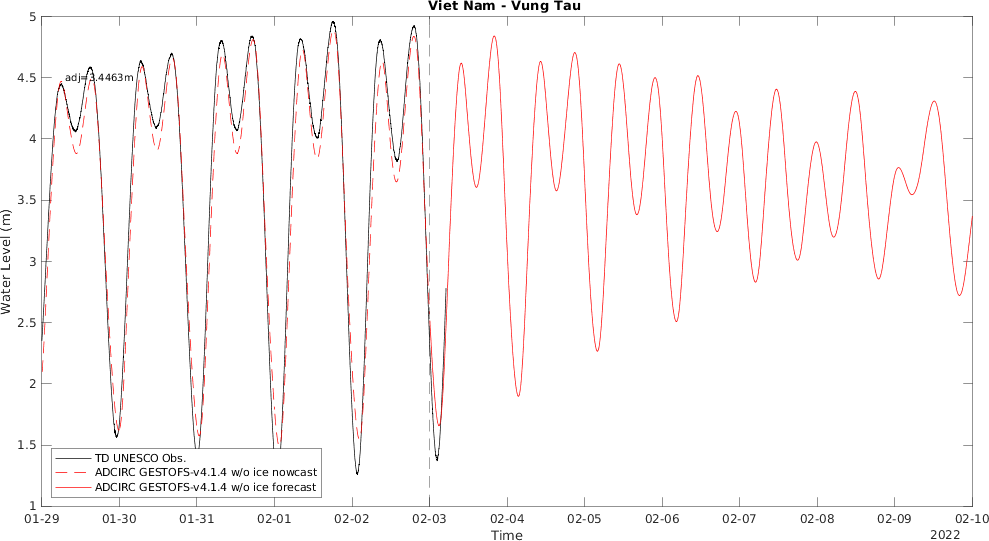 Viet Nam - Vung Tau
5
4.5
4
3.5
3
2.5
2
1.5
1
Water Level (m)
adj=3.4463m
TD UNESCO Obs.
ADCIRC GESTOFS-v4.1.4 w/o ice nowcast
ADCIRC GESTOFS-v4.1.4 w/o ice forecast
01-29 01-30 01-31 02-01 02-02 02-03 02-04 02-05 02-06 02-07 02-08 02-09 02-10
Time
2022